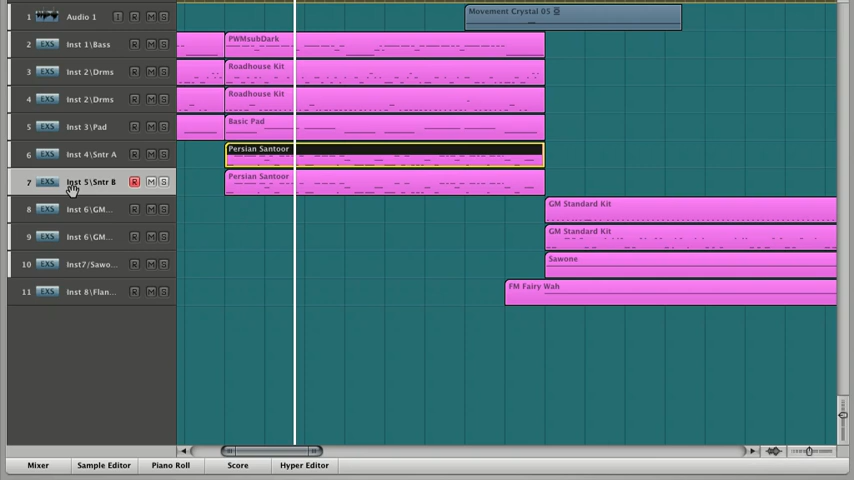 1 Audio 1 I R M S Movement Crystal 05
2 EXS Inst 1\Bass R M S PWMsubDark
3 EXS Inst 2\Drms R M S Roadhouse Kit
4 EXS Inst 2\Drms R M S Roadhouse Kit
5 EXS Inst 3\Pad R M S Basic Pad
6 EXS Inst 4\Sntr A R M S Persian Santoor
7 EXS Inst 5\Sntr B R M S Persian Santoor
8 EXS Inst 6\GM... R M S GM Standard Kit
9 EXS Inst 6\GM... R M S GM Standard Kit
10 EXS Inst7/Sawo... R M S Sawone
11 EXS Inst 8\Flan... R M S FM Fairy Wah
Mixer Sample Editor Piano Roll Score Hyper Editor